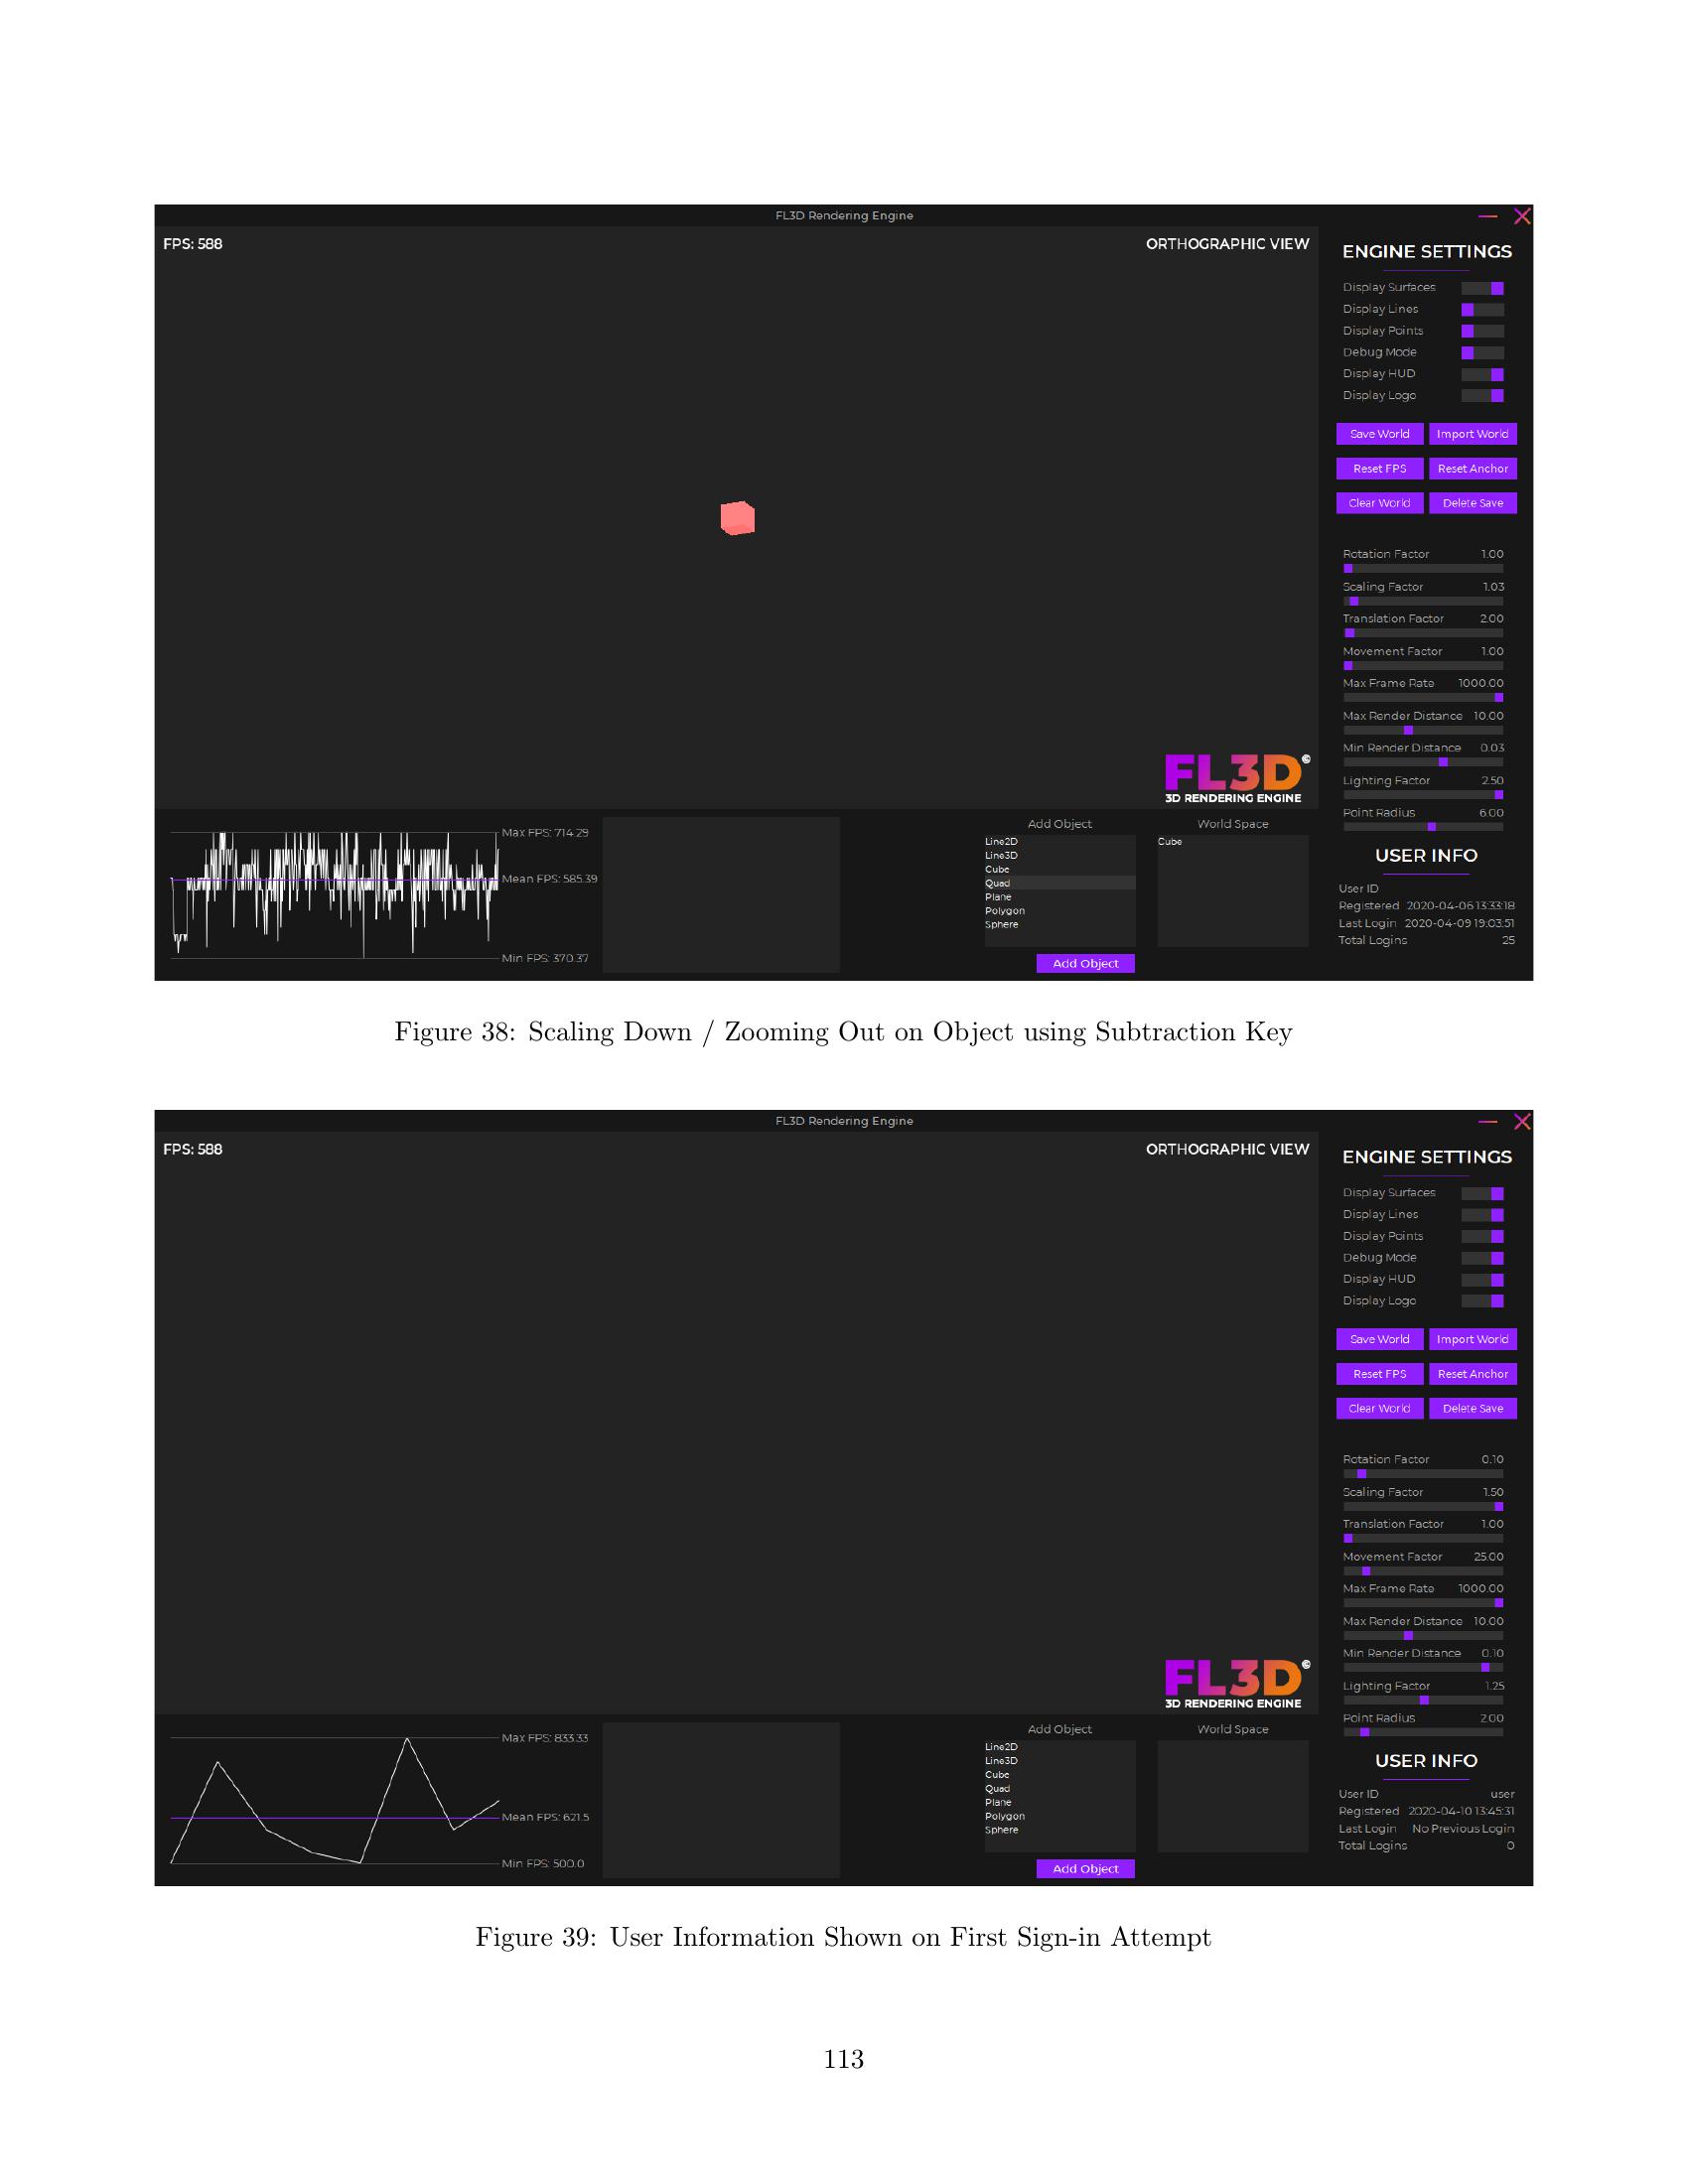 FL3D Rendering Engine
FPS: 588
ORTHOGRAPHIC VIEW
ENGINE SETTINGS
Display Surfaces
Display Lines
Display Points
Debug Mode
Display HUD
Display Logo
Save World Import World
Reset FPS Reset Anchor
Clear World Delete Save
Rotation Factor 1.00
Scaling Factor 1.03
Translation Factor 2.00
Movement Factor 1.00
Max Frame Rate 1000.00
Max Render Distance 10.00
Min Render Distance 0.03
Lighting Factor 2.50
Point Radius 6.00
FL3D©
3D RENDERING ENGINE
Max FPS: 714.29
Mean FPS: 585.39
Min FPS: 370.37
Add Object
Line2D
Line3D
Cube
Quad
Plane
Polygon
Sphere
Add Object
World Space
Cube
USER INFO
User ID
Registered 2020-04-06 13:33:18
Last Login 2020-04-09 19:03:51
Total Logins 25
Figure 38: Scaling Down / Zooming Out on Object using Subtraction Key
FL3D Rendering Engine
FPS: 588
ORTHOGRAPHIC VIEW
ENGINE SETTINGS
Display Surfaces
Display Lines
Display Points
Debug Mode
Display HUD
Display Logo
Save World Import World
Reset FPS Reset Anchor
Clear World Delete Save
Rotation Factor 0.10
Scaling Factor 1.50
Translation Factor 1.00
Movement Factor 25.00
Max Frame Rate 1000.00
Max Render Distance 10.00
Min Render Distance 0.10
Lighting Factor 1.25
Point Radius 2.00
FL3D©
3D RENDERING ENGINE
Max FPS: 833.33
Mean FPS: 621.5
Min FPS: 500.0
Add Object
Line2D
Line3D
Cube
Quad
Plane
Polygon
Sphere
Add Object
World Space
USER INFO
User ID user
Registered 2020-04-10 13:45:31
Last Login No Previous Login
Total Logins 0
Figure 39: User Information Shown on First Sign-in Attempt
113